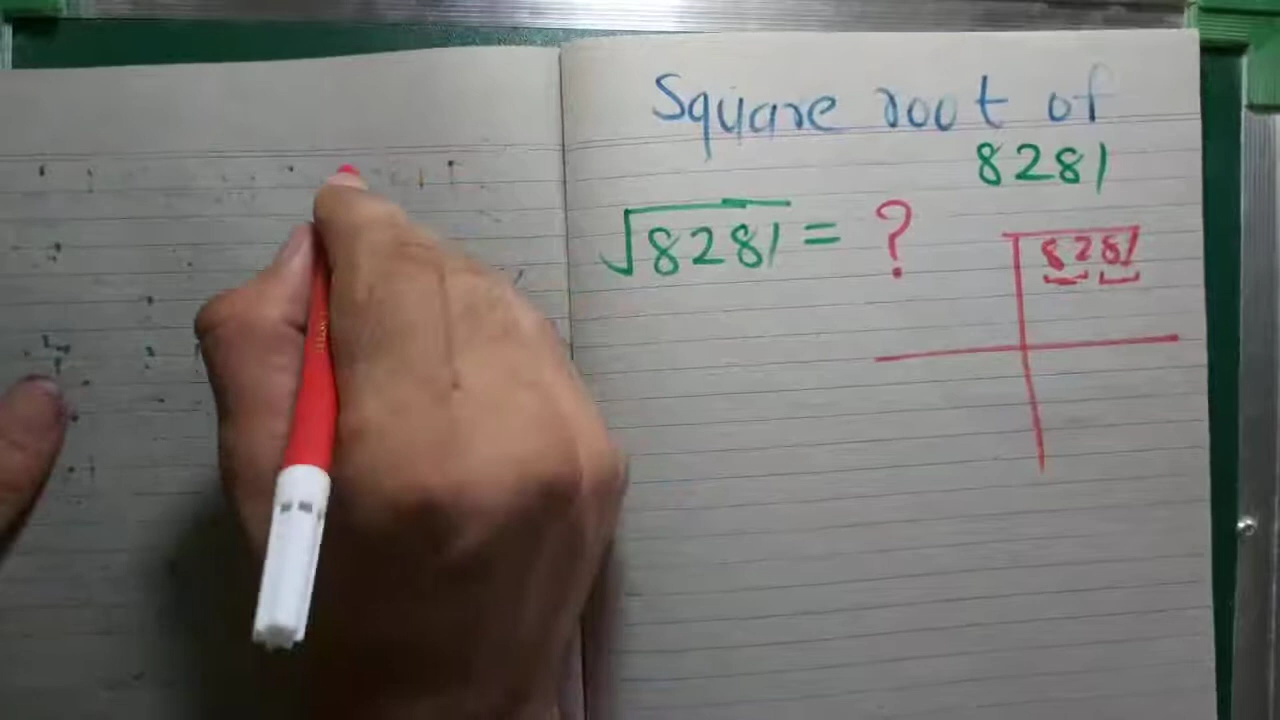 Square root of
8281
√8281 = ?
8281